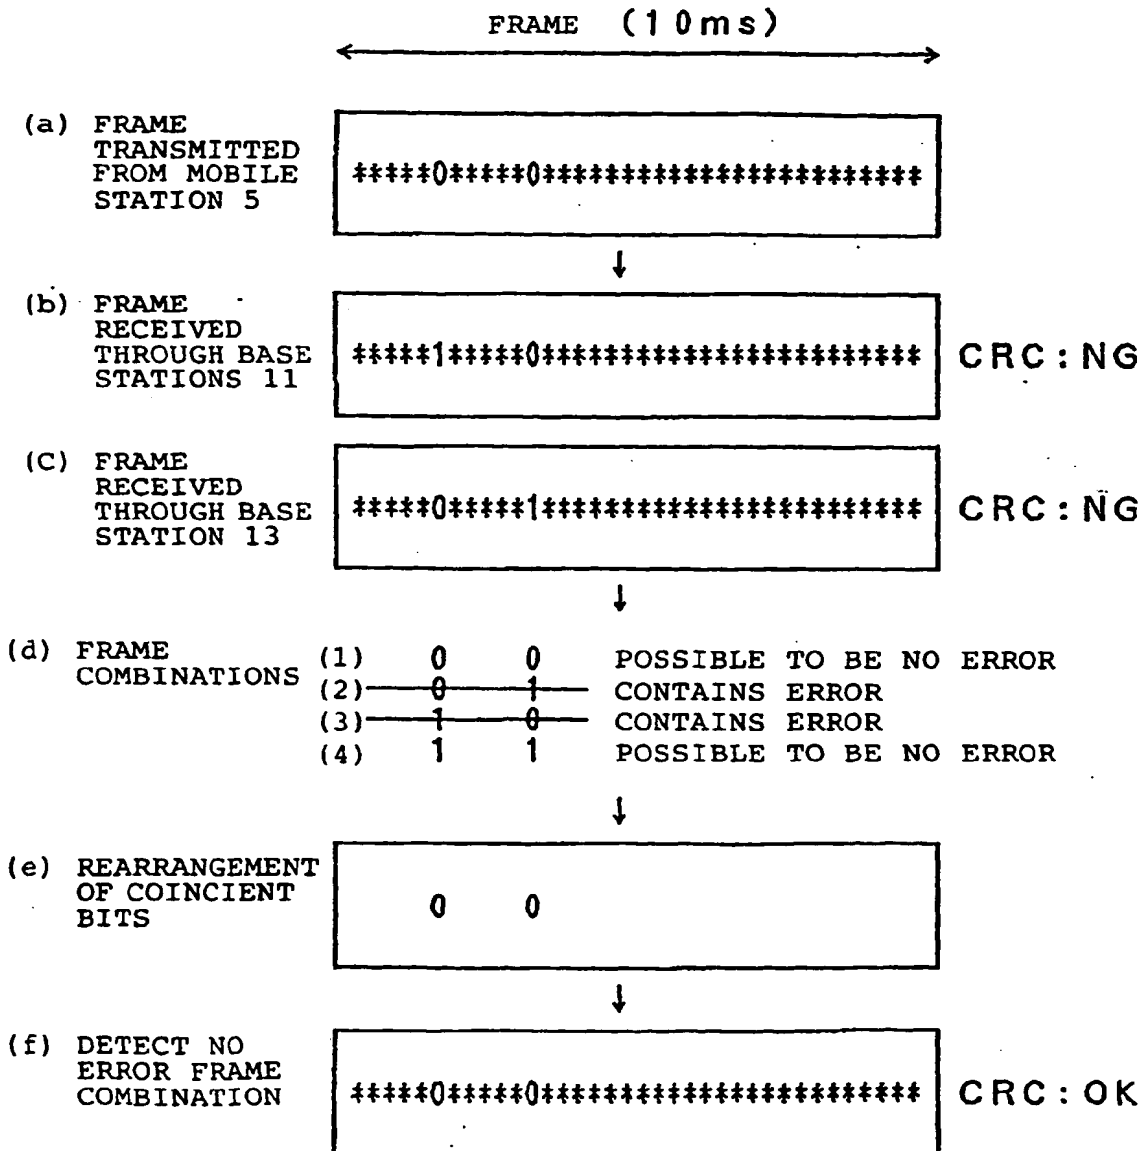 FRAME (10ms)
(a) FRAME
TRANSMITTED
FROM MOBILE
STATION 5
*****0*****0************************
(b) FRAME
RECEIVED
THROUGH BASE
STATIONS 11
*****1*****0************************
CRC:NG
(C) FRAME
RECEIVED
THROUGH BASE
STATION 13
*****0*****1************************
CRC:NG
(d) FRAME
COMBINATIONS
(1) 0 0 POSSIBLE TO BE NO ERROR
(2) 0 1 CONTAINS ERROR
(3) 1 0 CONTAINS ERROR
(4) 1 1 POSSIBLE TO BE NO ERROR
(e) REARRANGEMENT
OF COINCIENT
BITS
0 0
(f) DETECT NO
ERROR FRAME
COMBINATION
*****0*****0************************
CRC:OK